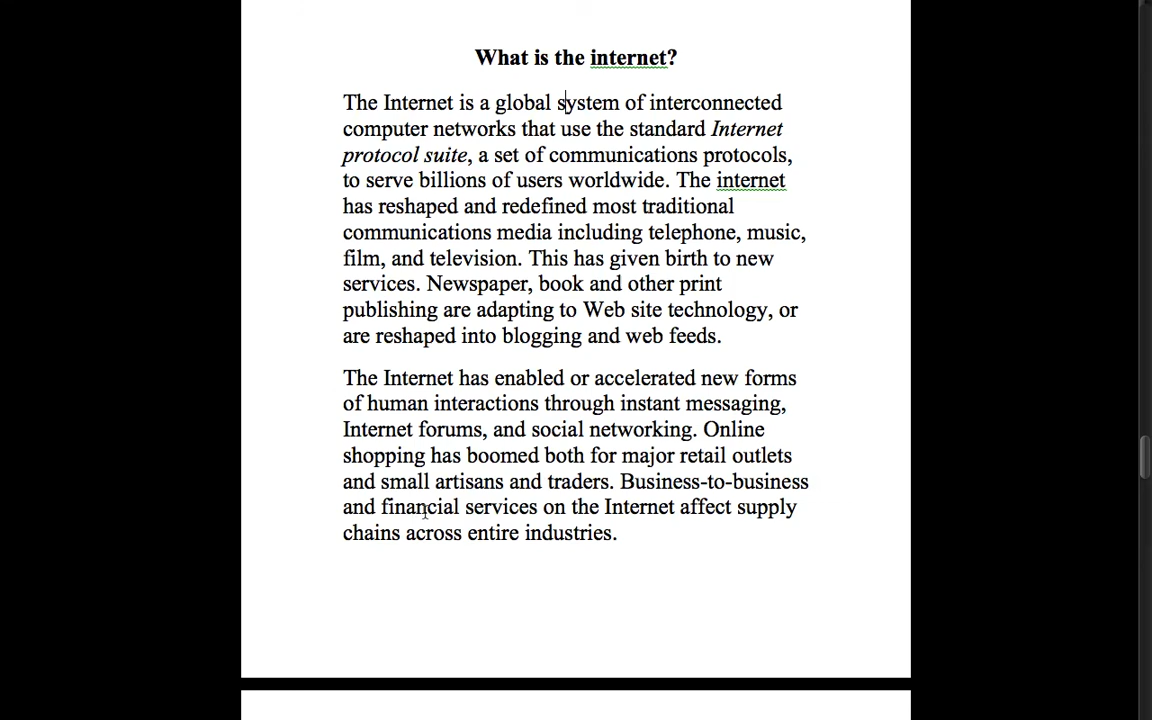 What is the internet?
The Internet is a global system of interconnected
computer networks that use the standard Internet
protocol suite, a set of communications protocols,
to serve billions of users worldwide. The internet
has reshaped and redefined most traditional
communications media including telephone, music,
film, and television. This has given birth to new
services. Newspaper, book and other print
publishing are adapting to Web site technology, or
are reshaped into blogging and web feeds.
The Internet has enabled or accelerated new forms
of human interactions through instant messaging,
Internet forums, and social networking. Online
shopping has boomed both for major retail outlets
and small artisans and traders. Business-to-business
and financial services on the Internet affect supply
chains across entire industries.